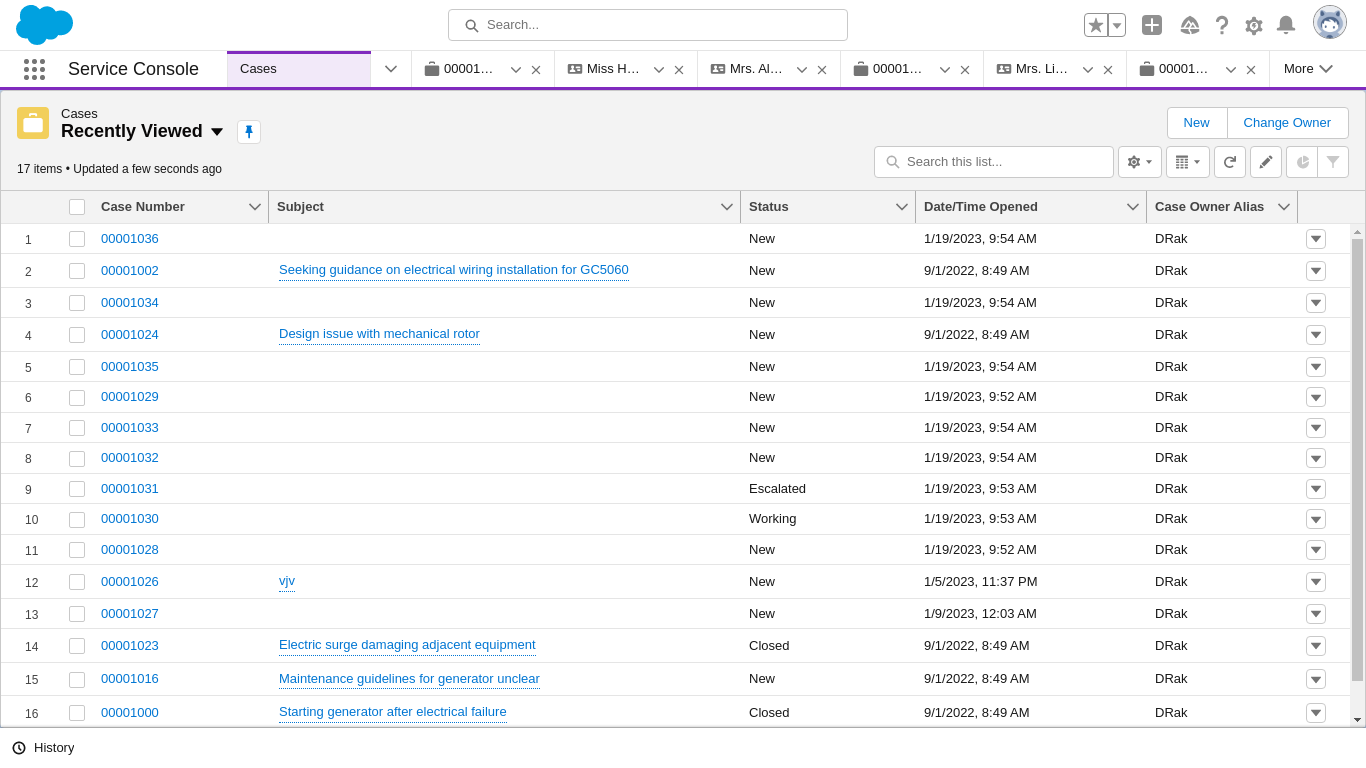 Search...
Service Console
Cases
00001…
Miss H…
Mrs. Al…
00001…
Mrs. Li…
00001…
More
Cases
Recently Viewed
New
Change Owner
17 items • Updated a few seconds ago
Search this list...
Case Number Subject Status Date/Time Opened Case Owner Alias
1 00001036 New 1/19/2023, 9:54 AM DRak
2 00001002 Seeking guidance on electrical wiring installation for GC5060 New 9/1/2022, 8:49 AM DRak
3 00001034 New 1/19/2023, 9:54 AM DRak
4 00001024 Design issue with mechanical rotor New 9/1/2022, 8:49 AM DRak
5 00001035 New 1/19/2023, 9:54 AM DRak
6 00001029 New 1/19/2023, 9:52 AM DRak
7 00001033 New 1/19/2023, 9:54 AM DRak
8 00001032 New 1/19/2023, 9:54 AM DRak
9 00001031 Escalated 1/19/2023, 9:53 AM DRak
10 00001030 Working 1/19/2023, 9:53 AM DRak
11 00001028 New 1/19/2023, 9:52 AM DRak
12 00001026 vjv New 1/5/2023, 11:37 PM DRak
13 00001027 New 1/9/2023, 12:03 AM DRak
14 00001023 Electric surge damaging adjacent equipment Closed 9/1/2022, 8:49 AM DRak
15 00001016 Maintenance guidelines for generator unclear New 9/1/2022, 8:49 AM DRak
16 00001000 Starting generator after electrical failure Closed 9/1/2022, 8:49 AM DRak
History